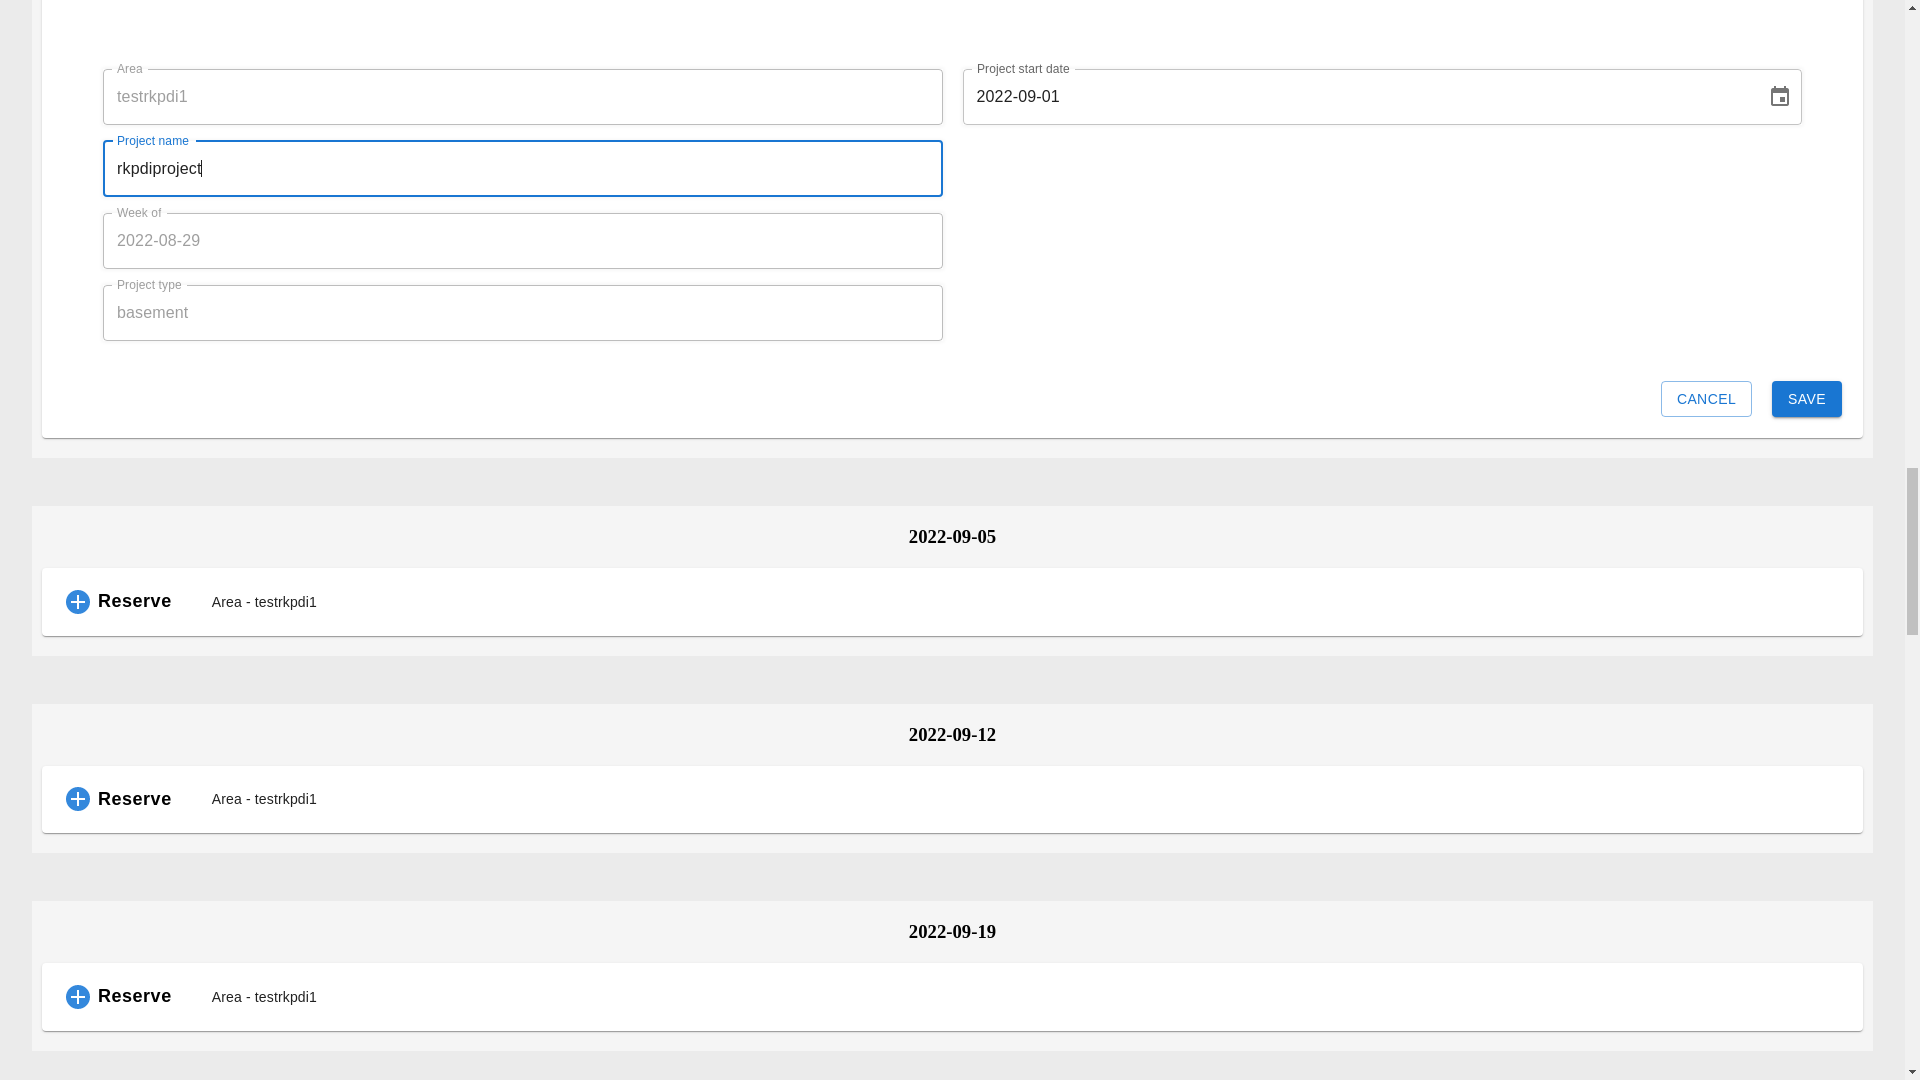 Area
testrkpdi1
Project start date
2022-09-01
Project name
rkpdiproject
Week of
2022-08-29
Project type
basement
CANCEL
SAVE
2022-09-05
Reserve
Area - testrkpdi1
2022-09-12
Reserve
Area - testrkpdi1
2022-09-19
Reserve
Area - testrkpdi1